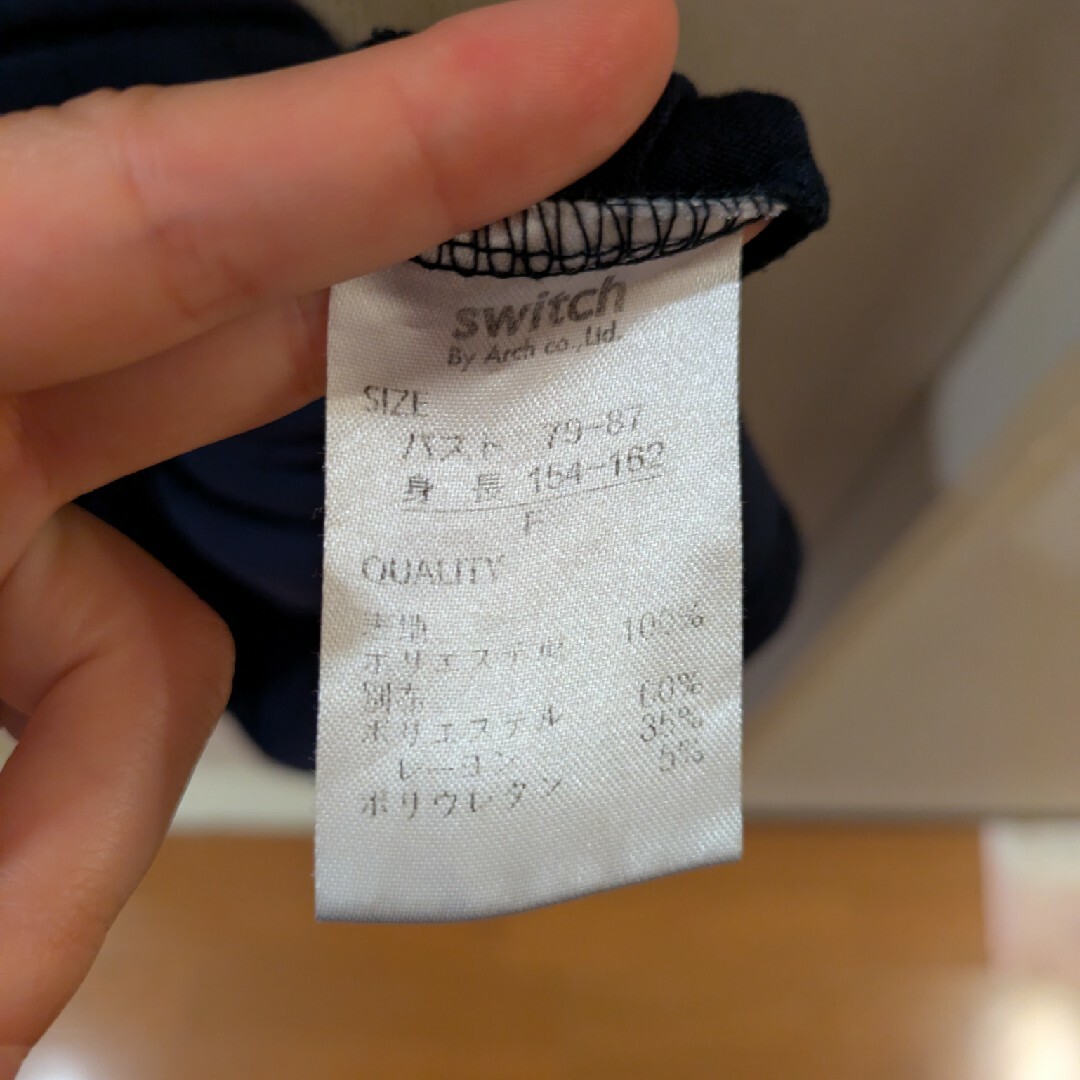 switch
By Arch co.,Ltd.
SIZE
バスト 79-87
身 長 154-162
F
QUALITY
本地
ポリエステル 100%
別布
ポリエステル 60%
レーヨン 35%
ポリウレタン 5%